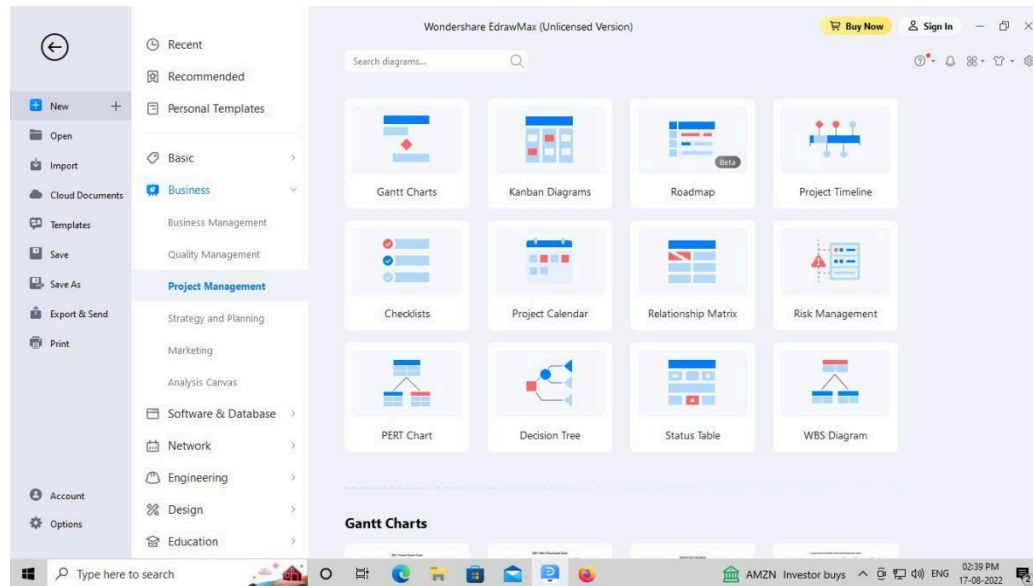 Wondershare EdrawMax (Unlicensed Version)
Buy Now
Sign In
New
Open
Import
Cloud Documents
Templates
Save
Save As
Export & Send
Print
Account
Options
Recent
Recommended
Personal Templates
Basic
Business
Business Management
Quality Management
Project Management
Strategy and Planning
Marketing
Analysis Canvas
Software & Database
Network
Engineering
Design
Education
Search diagrams...
Beta
Gantt Charts
Kanban Diagrams
Roadmap
Project Timeline
Checklists
Project Calendar
Relationship Matrix
Risk Management
PERT Chart
Decision Tree
Status Table
WBS Diagram
Gantt Charts
Type here to search
AMZN Investor buys
ENG
02:39 PM
17-08-2022